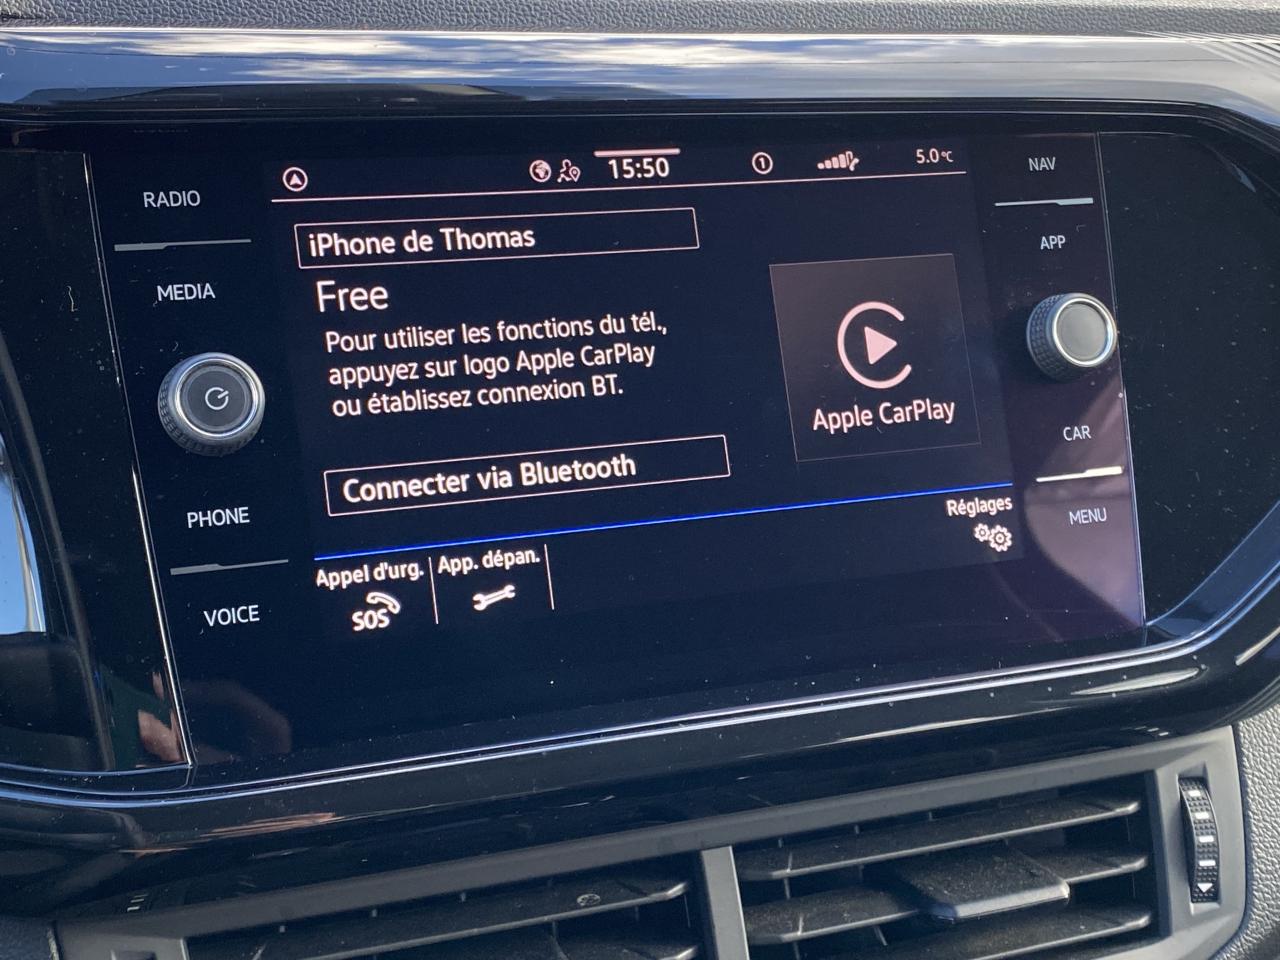 RADIO
MEDIA
PHONE
VOICE
15:50
1
5.0°C
iPhone de Thomas
Free
Pour utiliser les fonctions du tél.,
appuyez sur logo Apple CarPlay
ou établissez connexion BT.
Connecter via Bluetooth
Apple CarPlay
Réglages
Appel d'urg.
SOS
App. dépan.
NAV
APP
CAR
MENU